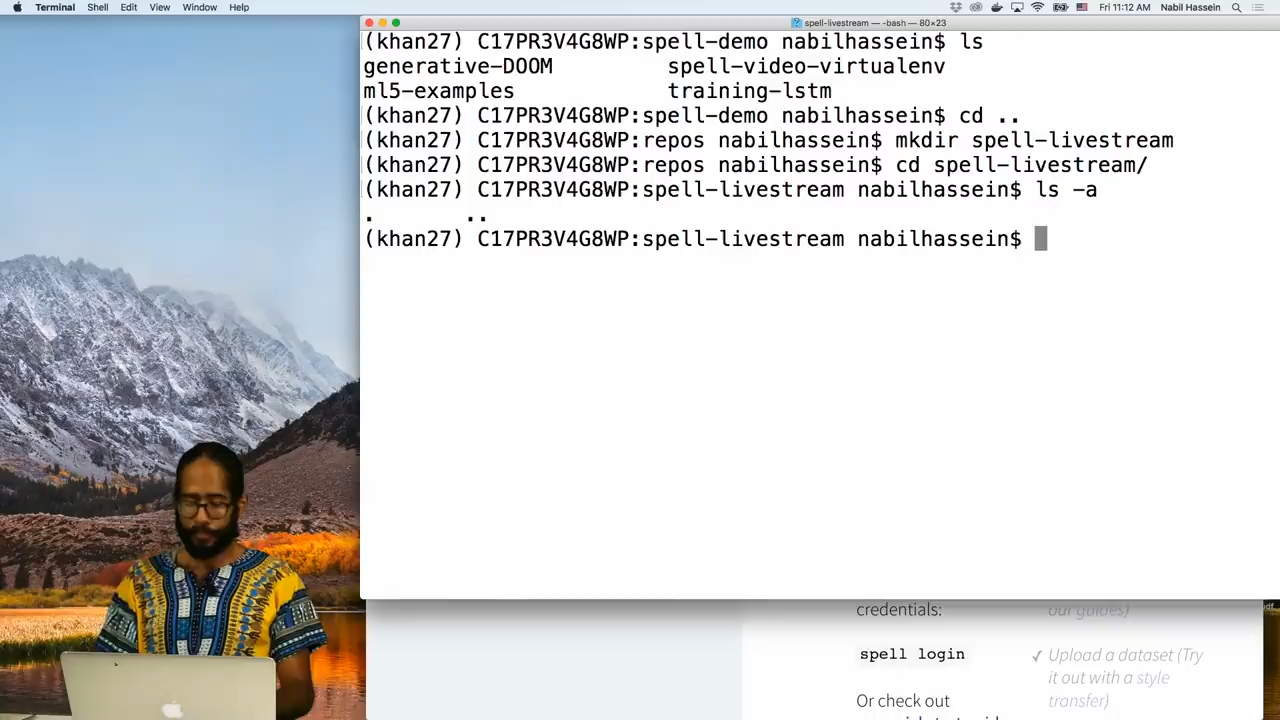 Terminal Shell Edit View Window Help Fri 11:12 AM Nabil Hassein
spell-livestream — -bash — 80×23
(khan27) C17PR3V4G8WP:spell-demo nabilhassein$ ls
generative-DOOM spell-video-virtualenv
ml5-examples training-lstm
(khan27) C17PR3V4G8WP:spell-demo nabilhassein$ cd ..
(khan27) C17PR3V4G8WP:repos nabilhassein$ mkdir spell-livestream
(khan27) C17PR3V4G8WP:repos nabilhassein$ cd spell-livestream/
(khan27) C17PR3V4G8WP:spell-livestream nabilhassein$ ls -a
. ..
(khan27) C17PR3V4G8WP:spell-livestream nabilhassein$
credentials:
our guides)
spell login
✓ Upload a dataset (Try
it out with a style
transfer)
Or check out